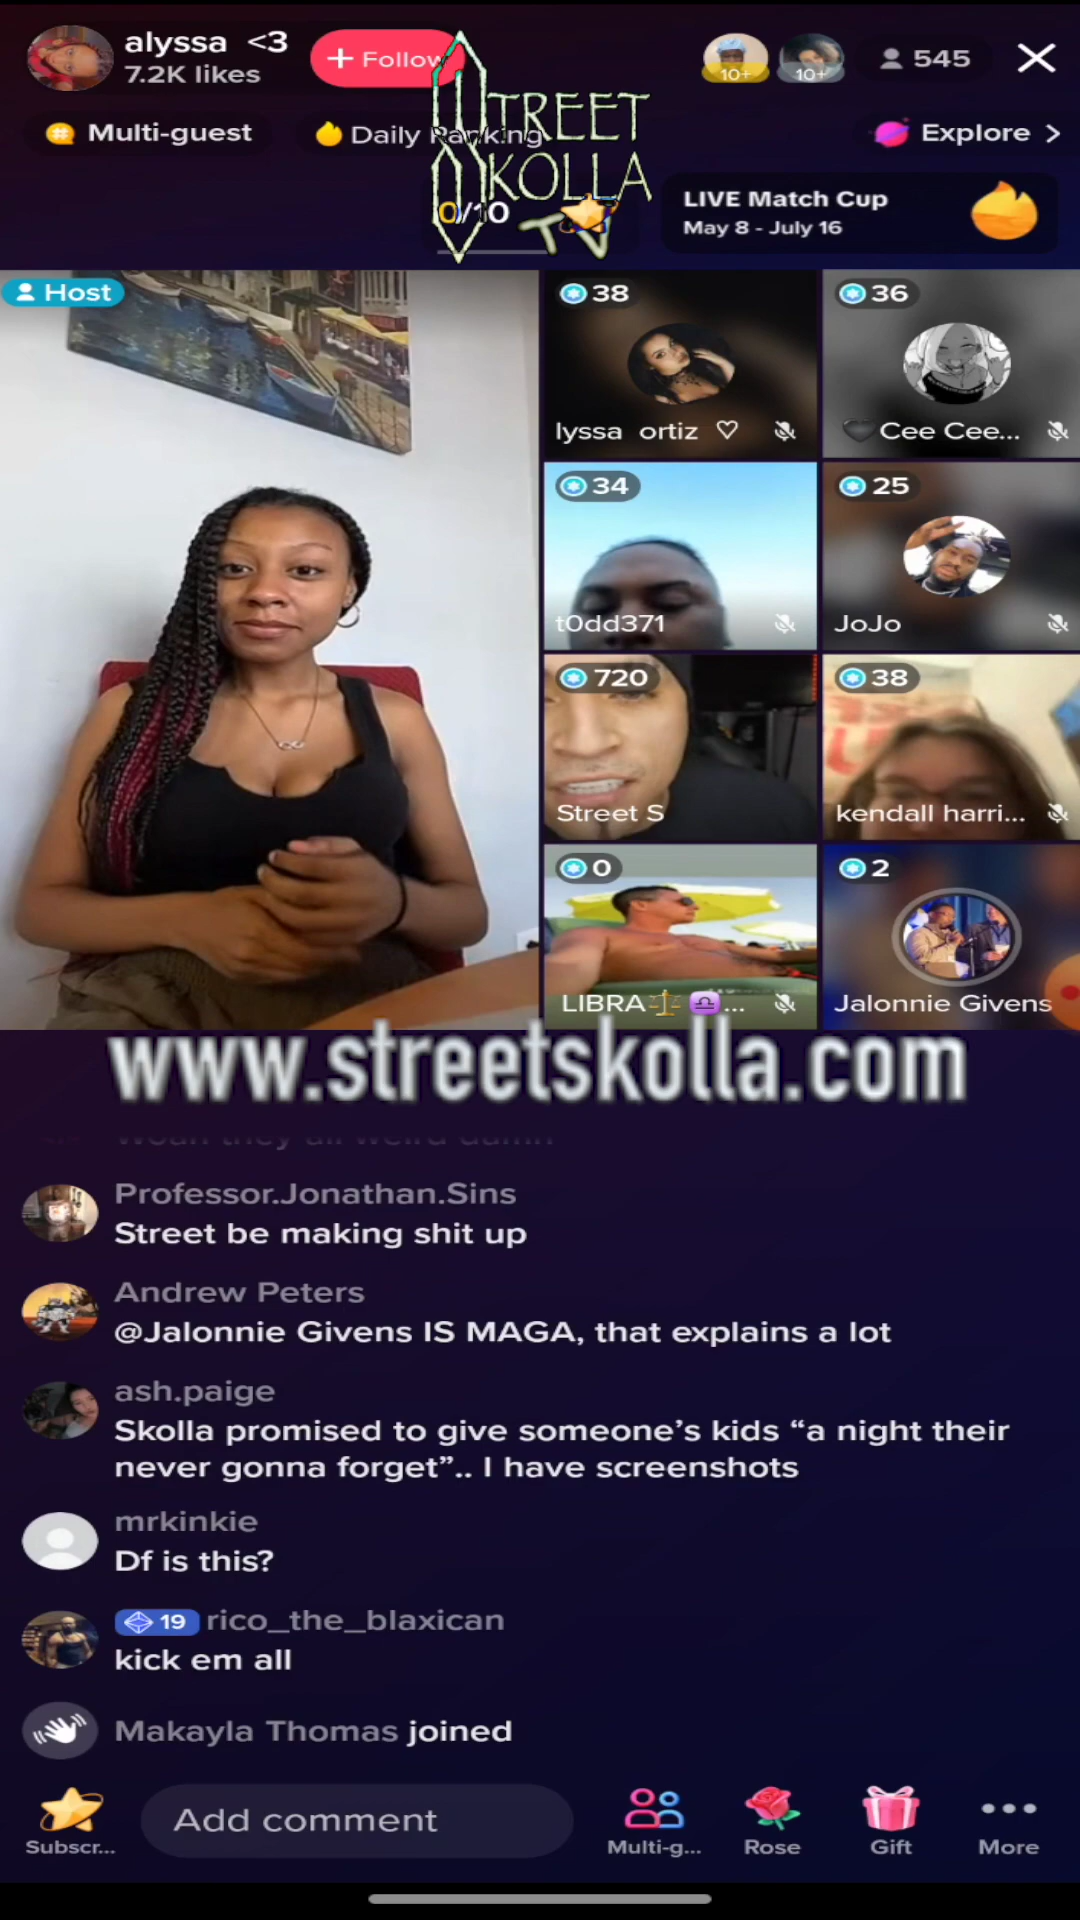 alyssa <3
7.2K likes
+ Follow
10+
10+
545
Multi-guest
Daily Ranking
Explore >
STREET
SKOLLA
TV
0/10
LIVE Match Cup
May 8 - July 16
Host
38
lyssa ortiz ♡
36
🖤Cee Cee...
34
t0dd371
25
JoJo
720
Street S
38
kendall harri...
0
LIBRA⚖️♎...
2
Jalonnie Givens
www.streetskolla.com
Woah they all weird damn
Professor.Jonathan.Sins
Street be making shit up
Andrew Peters
@Jalonnie Givens IS MAGA, that explains a lot
ash.paige
Skolla promised to give someone’s kids “a night their
never gonna forget”.. I have screenshots
mrkinkie
Df is this?
19 rico_the_blaxican
kick em all
Makayla Thomas joined
Subscr...
Add comment
Multi-g...
Rose
Gift
More